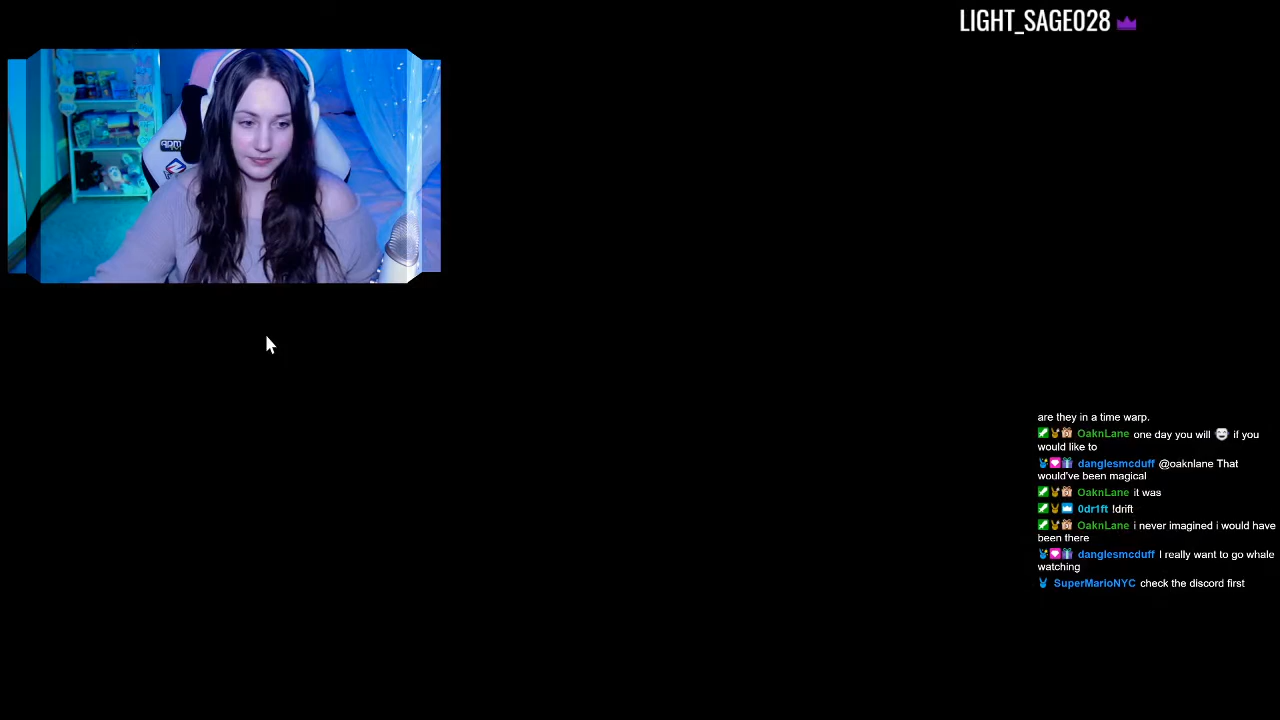 LIGHT_SAGE028
are they in a time warp.
OaknLane one day you will if you
would like to
danglesmcduff @oaknlane That
would've been magical
OaknLane it was
0dr1ft !drift
OaknLane i never imagined i would have
been there
danglesmcduff I really want to go whale
watching
SuperMarioNYC check the discord first